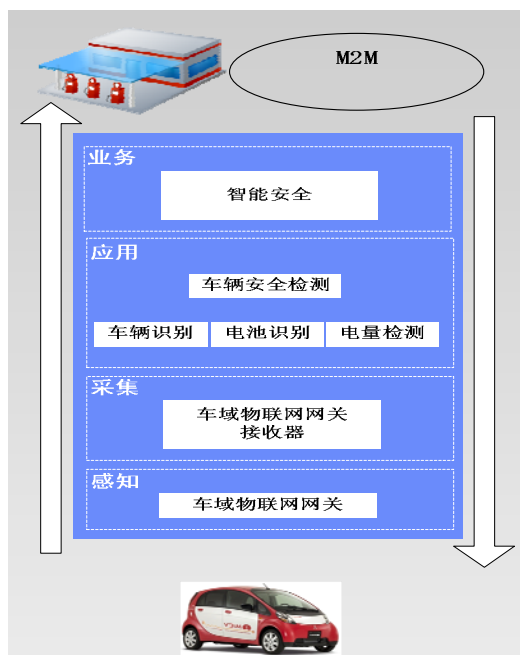 M2M
业务
智能安全
应用
车辆安全检测
车辆识别
电池识别
电量检测
采集
车域物联网网关
接收器
感知
车域物联网网关